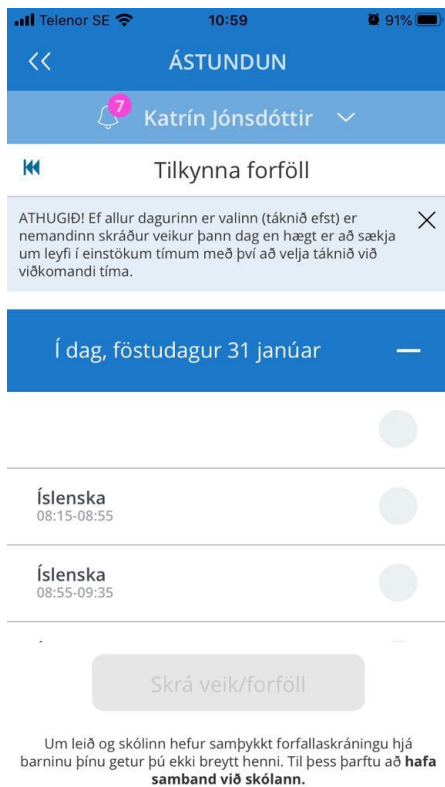 Telenor SE 10:59 91%
ÁSTUNDUN
7 Katrín Jónsdóttir
Tilkynna forföll
ATHUGIÐ! Ef allur dagurinn er valinn (táknið efst) er
nemandinn skráður veikur þann dag en hægt er að sækja
um leyfi í einstökum tímum með því að velja táknið við
viðkomandi tíma.
Í dag, föstudagur 31 janúar
Íslenska
08:15-08:55
Íslenska
08:55-09:35
Skrá veik/forföll
Um leið og skólinn hefur samþykkt forfallaskráningu hjá
barninu þínu getur þú ekki breytt henni. Til þess þarftu að hafa
samband við skólann.